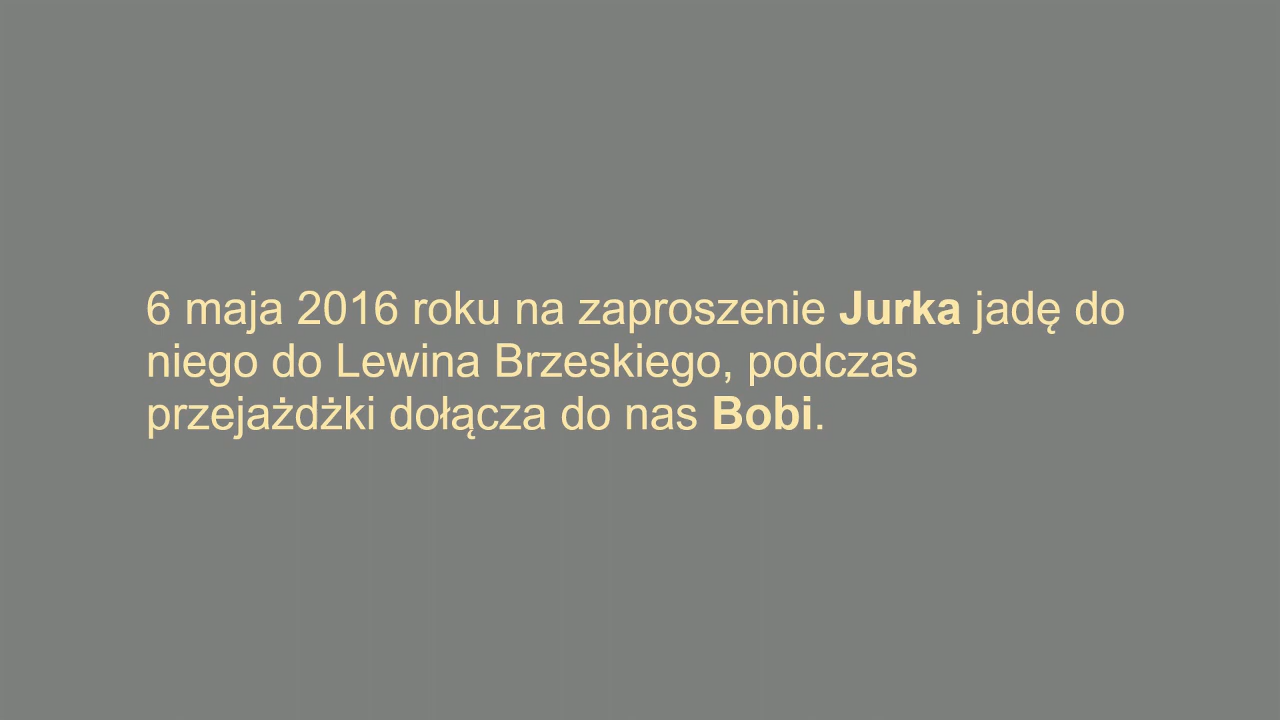 6 maja 2016 roku na zaproszenie Jurka jadę do
niego do Lewina Brzeskiego, podczas
przejażdżki dołącza do nas Bobi.